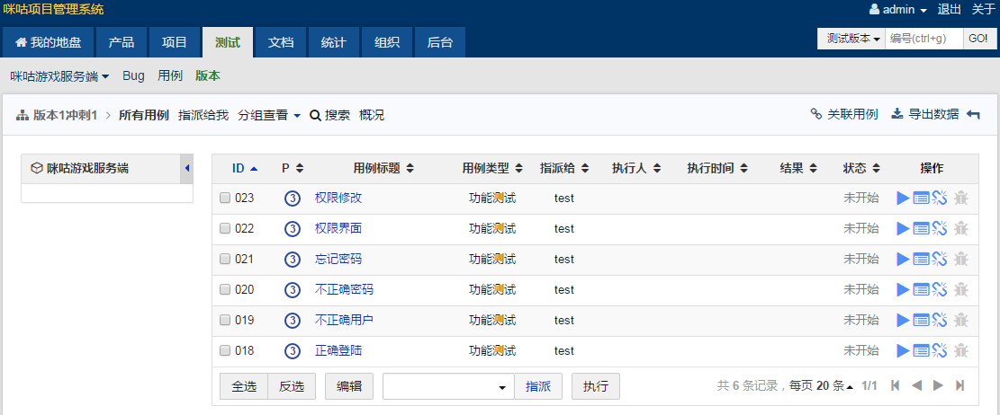 咪咕项目管理系统 admin 退出 关于
我的地盘 产品 项目 测试 文档 统计 组织 后台 测试版本 编号(ctrl+g) GO!
咪咕游戏服务端 Bug 用例 版本
版本1冲刺1 所有用例 指派给我 分组查看 搜索 概况 关联用例 导出数据
咪咕游戏服务端
ID P 用例标题 用例类型 指派给 执行人 执行时间 结果 状态 操作
023 3 权限修改 功能测试 test 未开始
022 3 权限界面 功能测试 test 未开始
021 3 忘记密码 功能测试 test 未开始
020 3 不正确密码 功能测试 test 未开始
019 3 不正确用户 功能测试 test 未开始
018 3 正确登陆 功能测试 test 未开始
全选 反选 编辑 指派 执行 共 6 条记录，每页 20 条 1/1